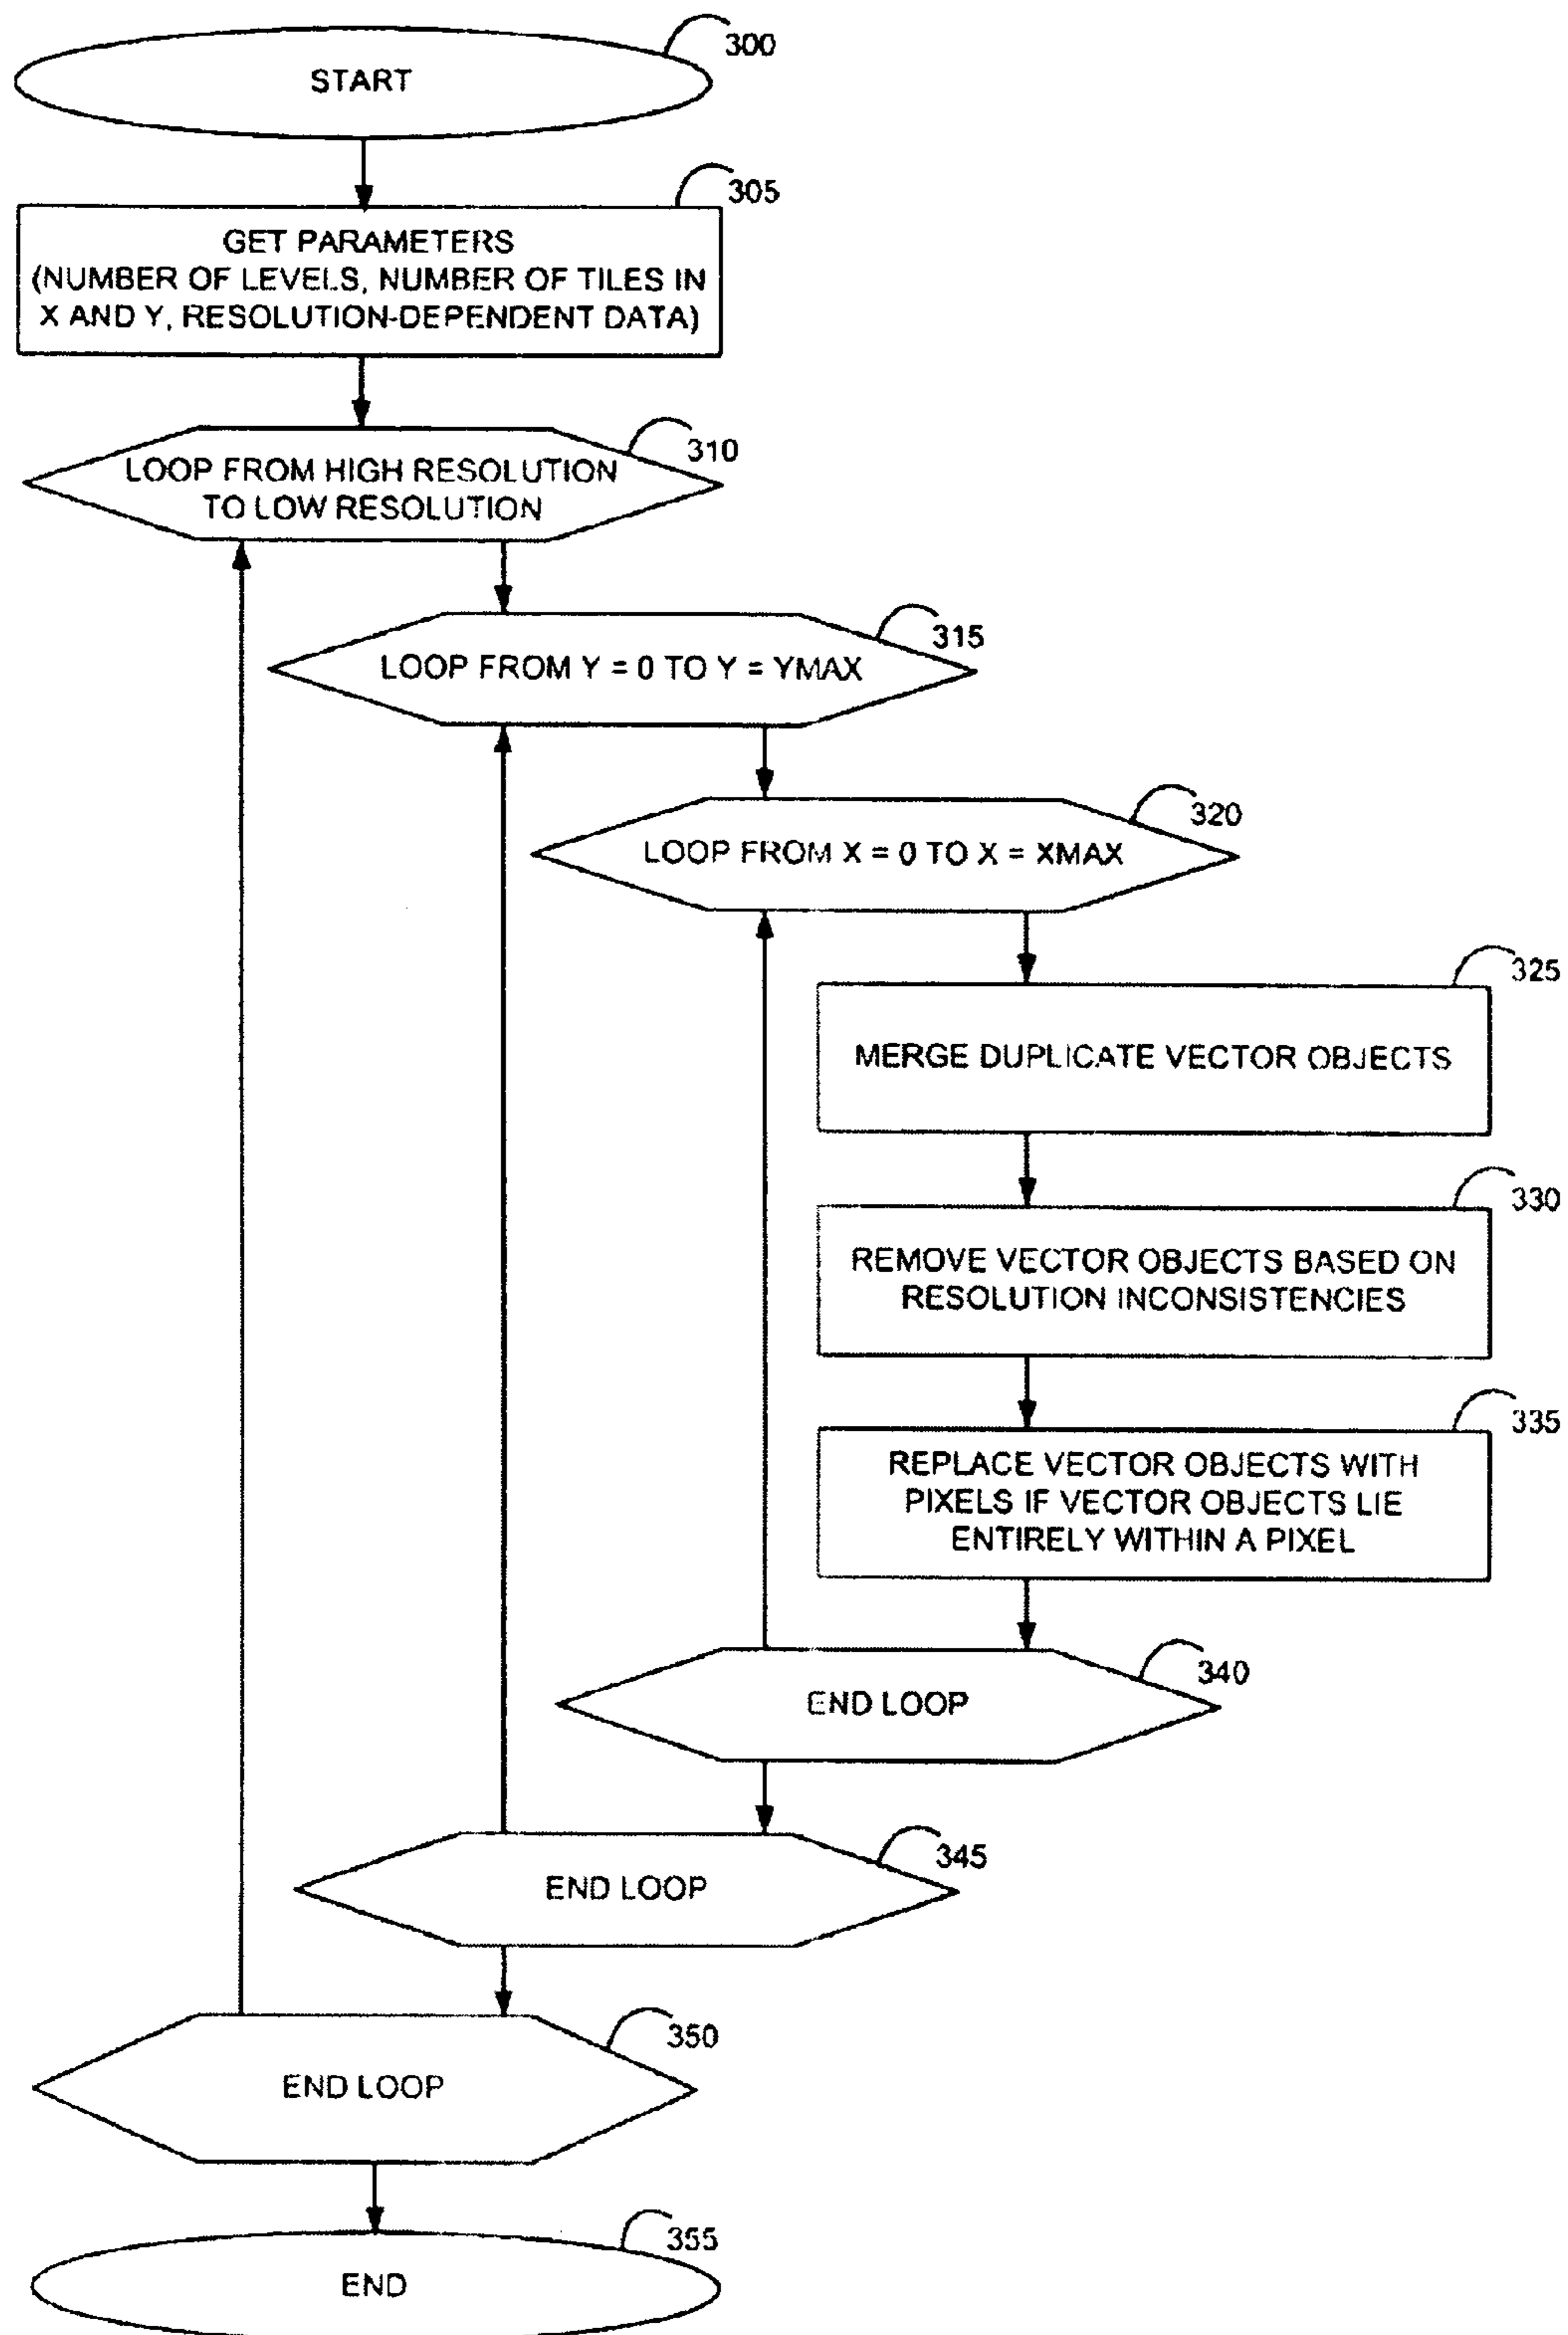 300
START
305
GET PARAMETERS
(NUMBER OF LEVELS, NUMBER OF TILES IN
X AND Y, RESOLUTION-DEPENDENT DATA)
310
LOOP FROM HIGH RESOLUTION
TO LOW RESOLUTION
315
LOOP FROM Y = 0 TO Y = YMAX
320
LOOP FROM X = 0 TO X = XMAX
325
MERGE DUPLICATE VECTOR OBJECTS
330
REMOVE VECTOR OBJECTS BASED ON
RESOLUTION INCONSISTENCIES
335
REPLACE VECTOR OBJECTS WITH
PIXELS IF VECTOR OBJECTS LIE
ENTIRELY WITHIN A PIXEL
340
END LOOP
345
END LOOP
350
END LOOP
355
END